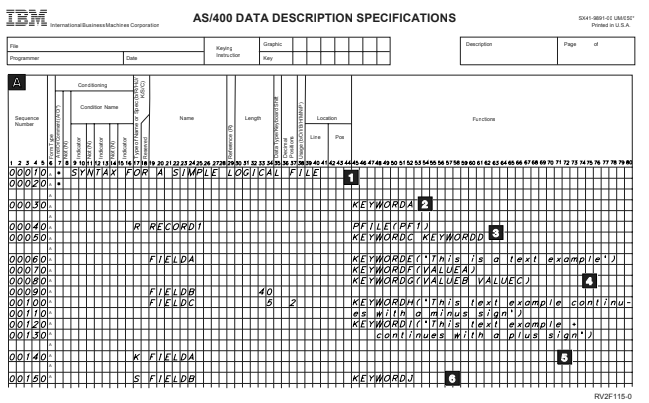 IBM International Business Machines Corporation
AS/400 DATA DESCRIPTION SPECIFICATIONS
SX41-9891-00 UM/050*
Printed in U.S.A.
File
Programmer
Date
Keying Instruction
Graphic
Key
Description
Page of
A
Sequence Number
Form Type
And/Or/Comment (A/O/*)
Conditioning
Condition Name
Not (N)
Indicator
Not (N)
Indicator
Not (N)
Indicator
Reserved
Name
Reference (R)
Length
Data Type/Keyboard Shift
Decimal Positions
Location
Line
Pos
Functions
1 2 3 4 5 6 7 8 9 10 11 12 13 14 15 16 17 18 19 20 21 22 23 24 25 26 27 28 29 30 31 32 33 34 35 36 37 38 39 40 41 42 43 44 45 46 47 48 49 50 51 52 53 54 55 56 57 58 59 60 61 62 63 64 65 66 67 68 69 70 71 72 73 74 75 76 77 78 79 80
00010 A * SYNTAX FOR A SIMPLE LOGICAL FILE 1
00020 A *
A
00030 A KEYWORDA 2
A
00040 A R RECORD1 PFILE(PF1)
00050 A KEYWORDC KEYWORDD 3
A
00060 A FIELDA KEYWORDE('This is a text example')
00070 A KEYWORDF(VALUEA)
00080 A KEYWORDG(VALUEB VALUEC) 4
00090 A FIELDB 40
00100 A FIELDC 5 2 KEYWORDH('This text example continu-
00110 A es with a minus sign')
00120 A KEYWORDI('This text example +
00130 A continues with a plus sign')
A
00140 A K FIELDA 5
A
00150 A S FIELDB KEYWORDJ 6
RV2F115-0